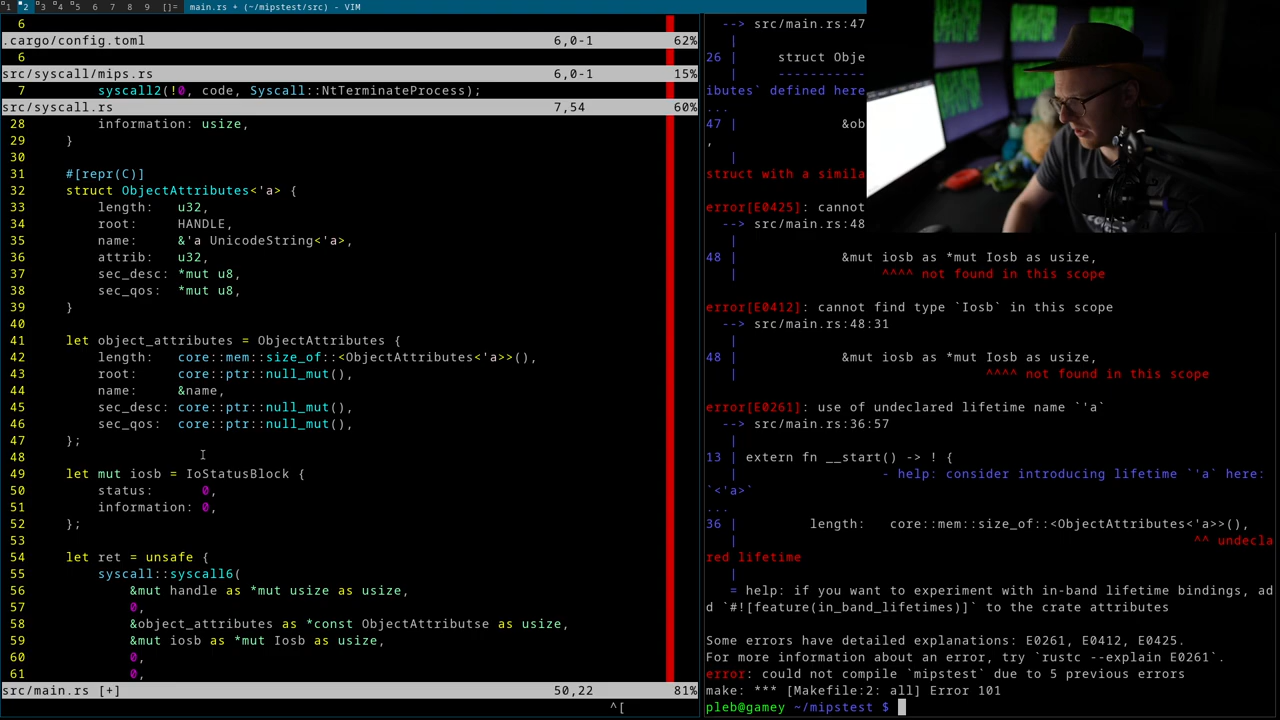 1 2 3 4 5 6 7 8 9 []= main.rs + (~/mipstest/src) - VIM
6
.cargo/config.toml 6,0-1 62%
6
src/syscall/mips.rs 6,0-1 15%
7 syscall2(!0, code, Syscall::NtTerminateProcess);
src/syscall.rs 7,54 60%
28 information: usize,
29 }
30
31 #[repr(C)]
32 struct ObjectAttributes<'a> {
33 length: u32,
34 root: HANDLE,
35 name: &'a UnicodeString<'a>,
36 attrib: u32,
37 sec_desc: *mut u8,
38 sec_qos: *mut u8,
39 }
40
41 let object_attributes = ObjectAttributes {
42 length: core::mem::size_of::<ObjectAttributes<'a>>(),
43 root: core::ptr::null_mut(),
44 name: &name,
45 sec_desc: core::ptr::null_mut(),
46 sec_qos: core::ptr::null_mut(),
47 };
48
49 let mut iosb = IoStatusBlock {
50 status: 0,
51 information: 0,
52 };
53
54 let ret = unsafe {
55 syscall::syscall6(
56 &mut handle as *mut usize as usize,
57 0,
58 &object_attributes as *const ObjectAttributse as usize,
59 &mut iosb as *mut Iosb as usize,
60 0,
61 0,
src/main.rs [+] 50,22 81%
^[
--> src/main.rs:47
|
26 | struct Obje
| -----------
ibutes` defined here
...
47 | &ob
,
|
struct with a simila
error[E0425]: cannot
--> src/main.rs:48
|
48 | &mut iosb as *mut Iosb as usize,
| ^^^^ not found in this scope
error[E0412]: cannot find type `Iosb` in this scope
--> src/main.rs:48:31
|
48 | &mut iosb as *mut Iosb as usize,
| ^^^^ not found in this scope
error[E0261]: use of undeclared lifetime name `'a`
--> src/main.rs:36:57
|
13 | extern fn __start() -> ! {
| - help: consider introducing lifetime `'a` here:
`<'a>`
...
36 | length: core::mem::size_of::<ObjectAttributes<'a>>(),
| ^^ undecla
red lifetime
|
= help: if you want to experiment with in-band lifetime bindings, ad
d `#![feature(in_band_lifetimes)]` to the crate attributes
Some errors have detailed explanations: E0261, E0412, E0425.
For more information about an error, try `rustc --explain E0261`.
error: could not compile `mipstest` due to 5 previous errors
make: *** [Makefile:2: all] Error 101
pleb@gamey ~/mipstest $